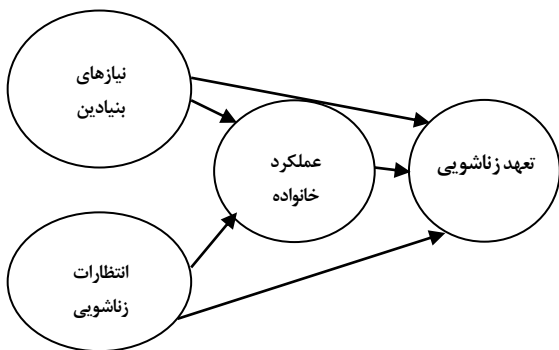 نیازهای
بنیادین
عملکرد
خانواده
تعهد زناشویی
انتظارات
زناشویی